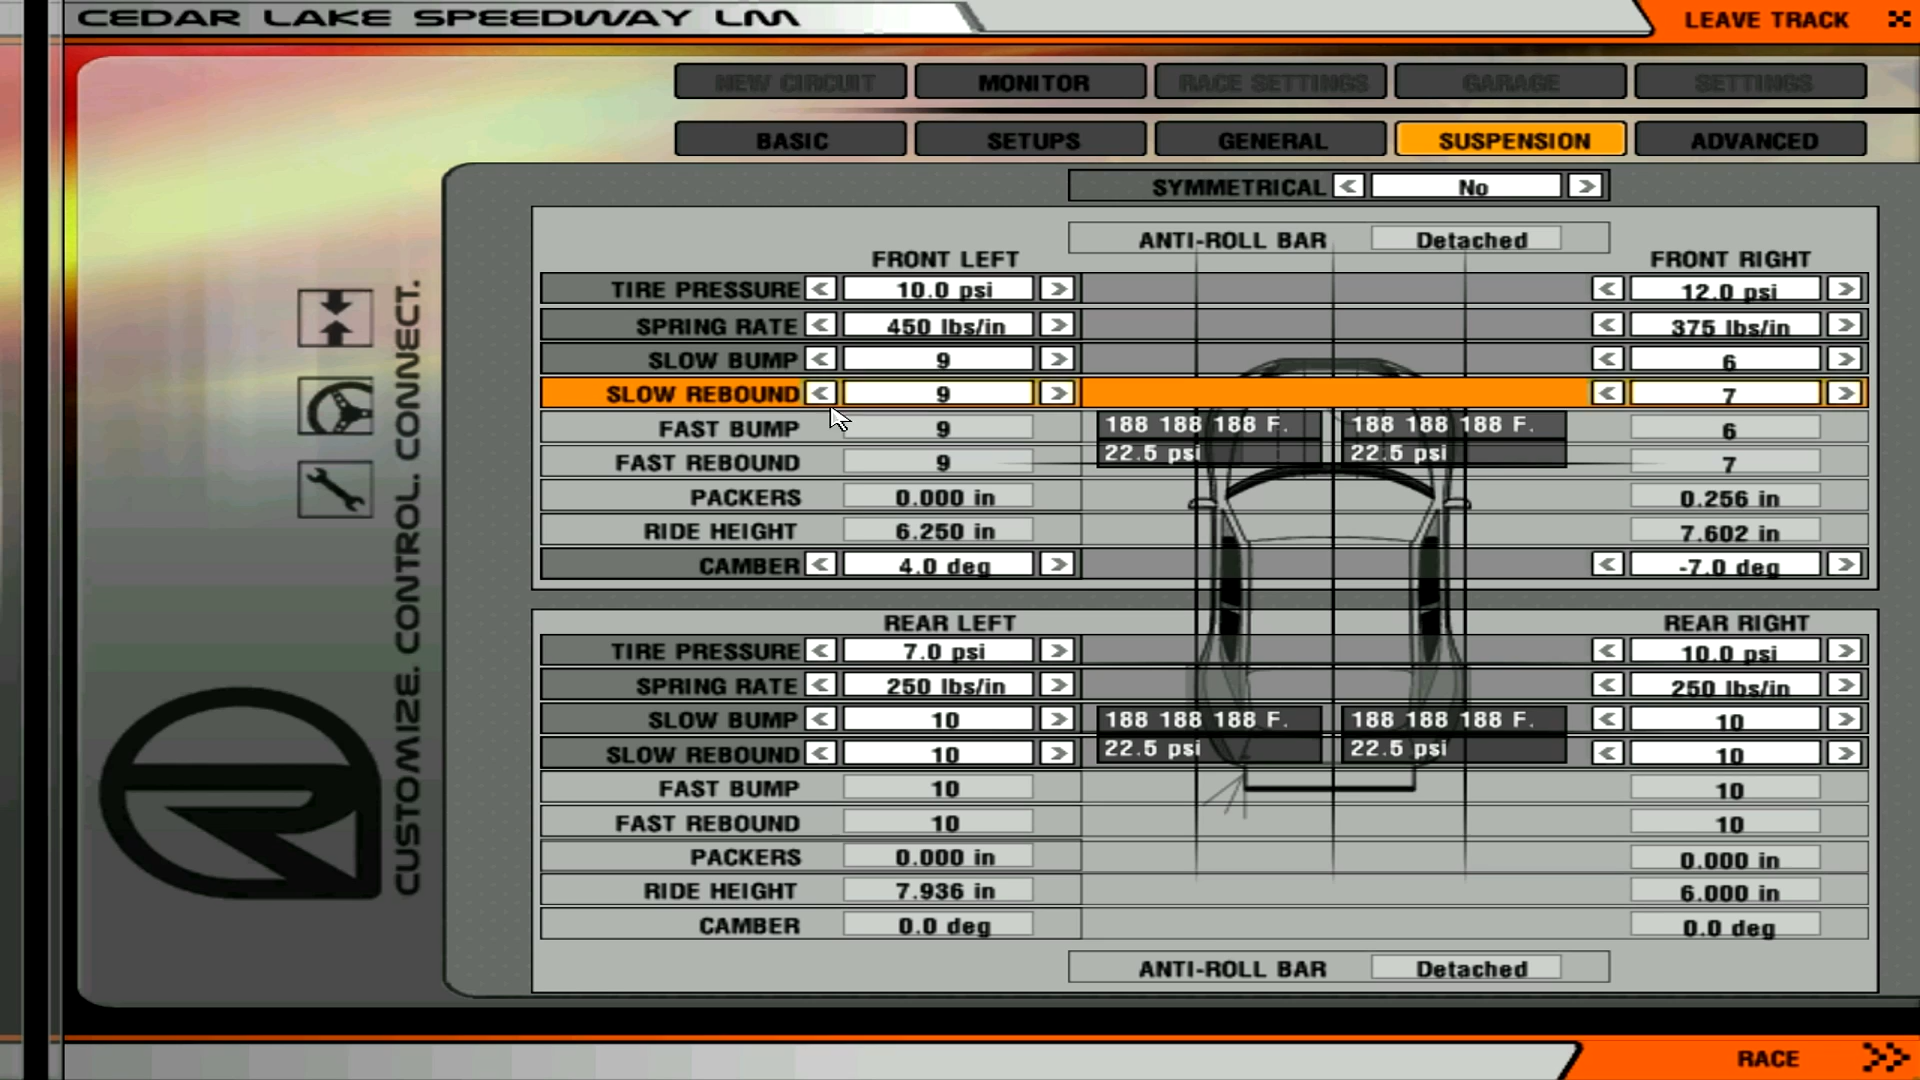 CEDAR LAKE SPEEDWAY LM
LEAVE TRACK
NEW CIRCUIT MONITOR RACE SETTINGS GARAGE SETTINGS
BASIC SETUPS GENERAL SUSPENSION ADVANCED
SYMMETRICAL < No >
ANTI-ROLL BAR Detached
FRONT LEFT FRONT RIGHT
TIRE PRESSURE < 10.0 psi > < 12.0 psi >
SPRING RATE < 450 lbs/in > < 375 lbs/in >
SLOW BUMP < 9 > < 6 >
SLOW REBOUND < 9 > < 7 >
FAST BUMP 9 188 188 188 F. 188 188 188 F. 6
22.5 psi 22.5 psi
FAST REBOUND 9 7
PACKERS 0.000 in 0.256 in
RIDE HEIGHT 6.250 in 7.602 in
CAMBER < 4.0 deg > < -7.0 deg >
REAR LEFT REAR RIGHT
TIRE PRESSURE < 7.0 psi > < 10.0 psi >
SPRING RATE < 250 lbs/in > < 250 lbs/in >
SLOW BUMP < 10 > 188 188 188 F. 188 188 188 F. < 10 >
SLOW REBOUND < 10 > 22.5 psi 22.5 psi < 10 >
FAST BUMP 10 10
FAST REBOUND 10 10
PACKERS 0.000 in 0.000 in
RIDE HEIGHT 7.936 in 6.000 in
CAMBER 0.0 deg 0.0 deg
ANTI-ROLL BAR Detached
CUSTOMIZE. CONTROL. CONNECT.
RACE >>